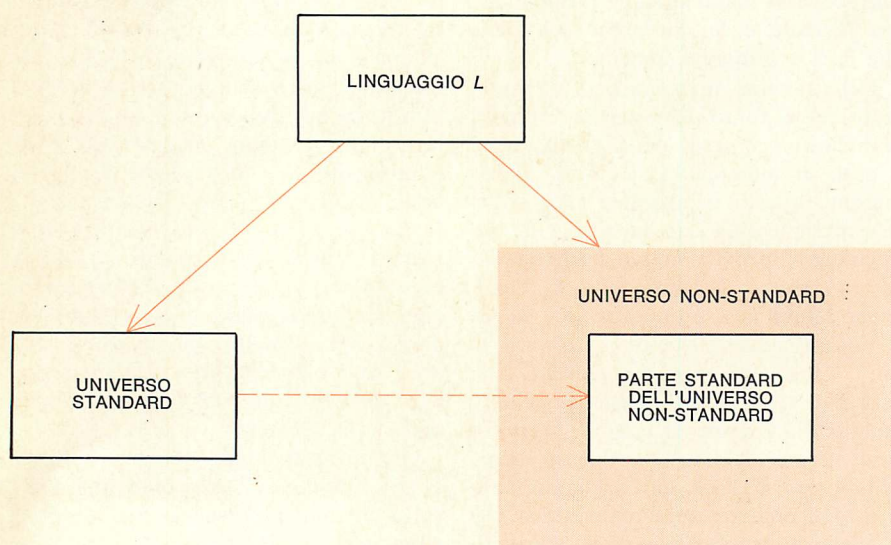 LINGUAGGIO L
UNIVERSO NON-STANDARD
UNIVERSO
STANDARD
PARTE STANDARD
DELL'UNIVERSO
NON-STANDARD